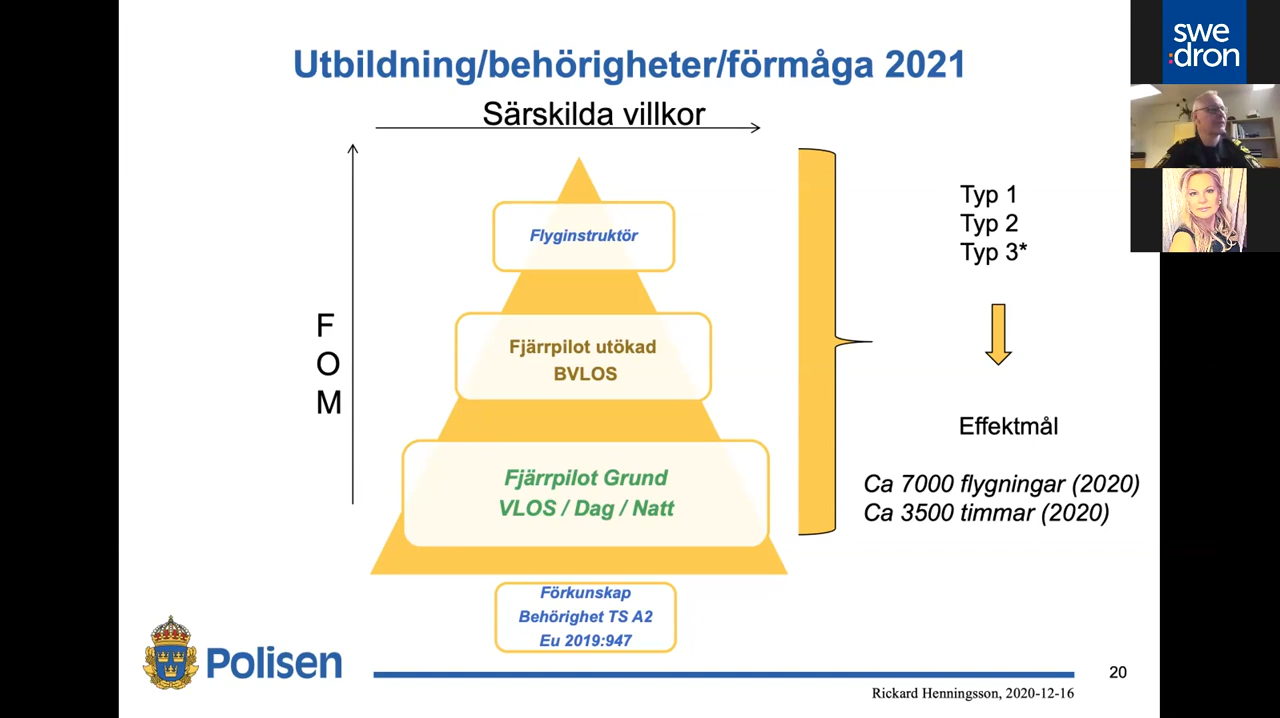 Utbildning/behörigheter/förmåga 2021
Särskilda villkor
swe
:dron
F
O
M
Flyginstruktör
Fjärrpilot utökad
BVLOS
Fjärrpilot Grund
VLOS / Dag / Natt
Förkunskap
Behörighet TS A2
Eu 2019:947
Typ 1
Typ 2
Typ 3*
Effektmål
Ca 7000 flygningar (2020)
Ca 3500 timmar (2020)
Polisen
20
Rickard Henningsson, 2020-12-16